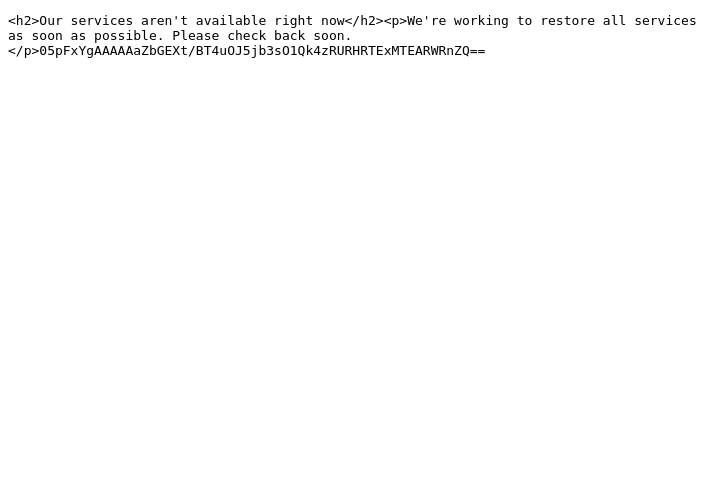 <h2>Our services aren't available right now</h2><p>We're working to restore all services
as soon as possible. Please check back soon.
</p>05pFxYgAAAAAaZbGEXt/BT4uOJ5jb3sO1Qk4zRURHRTExMTEARWRnZQ==